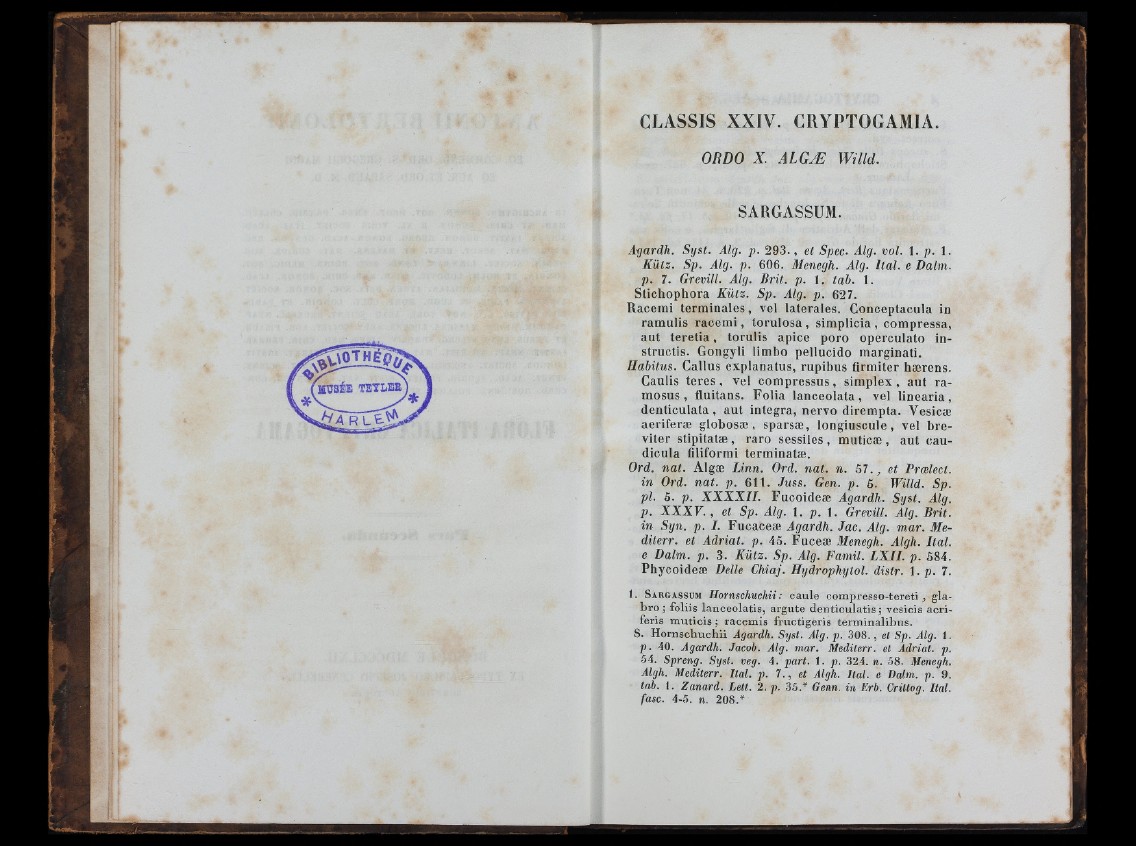 BIBLIOTHÉQUE
MUSÉE TEYLER
* HARLEM *
CLASSIS XXIV. CRYPTOGAMIA.
ORDO X. ALGÆ Willd.
SARGASSUM.
Agardh. Syst. Alg. p. 293., et Spec. Alg. vol. 1. p. 1.
Kütz. Sp. Alg. p. 606. Menegh. Alg. Ital. e Dalm.
p. 7. Grevill. Alg. Brit. p. 1. tab. 1.
Stichophora Kütz. Sp. Alg. p. 627.
Racemi terminales, vel laterales. Conceptacula in
ramulis racemi, torulosa, simplicia, compressa,
aut teretia, torulis apice poro operculato in-
structis. Gongyli limbo pellucido marginati.
Habitus. Callus explanatus, rupibus firmiter hærens.
Caulis teres, vel compressus, simplex, aut ra-
mosus, fluitans. Folia lanceolata, vel linearia,
denticulata, aut integra, nervo dirempta. Vesicæ
aeriferæ globosæ, sparsæ, longiuscule, vel bre-
viter stipitatæ, raro sessiles, muticæ, aut cau-
dicula filiformi terminatæ.
Ord. nat. Algæ Linn. Ord. nat. n. 57., et Prælect.
in Ord. nat. p. 611. Juss. Gen. p. 5. Willd. Sp.
pl. 5. p. XXXXII. Fucoideæ Agardh. Syst. Alg.
p. XXXV., et Sp. Alg. 1. p. 1. Grevill. Alg. Brit.
in Syn. p. I. Fucaceæ Agardh. Jac. Alg. mar. Me-
diterr. et Adriat. p. 45. Fuceæ Menegh. Algh. Ital.
e Dalm. p. 3. Kütz. Sp. Alg. Famil. LXII. p. 584.
Phycoideæ Delle Chiaj. Hydrophytol. distr. 1. p. 7.
1. SARGASSUM Hornschuchii: caule compresso-tereti, gla-
bro; foliis lanceolatis, argute denticulatis; vesicis aeri-
feris muticis; racemis fructigeris terminalibus.
S. Hornschuchii Agardh. Syst. Alg. p. 308., et Sp. Alg. 1.
p. 40. Agardh. Jacob. Alg. mar. Mediterr. et Adriat. p.
54. Spreng. Syst. veg. 4. part. 1. p. 324. n. 58. Menegh.
Algh. Mediterr. Ital. p. 7., et Algh. Ital. e Dalm. p. 9.
tab. 1. Zanard. Lett. 2. p. 35.* Genn. in Erb. Crittog. Ital.
fasc. 4-5. n. 208.*